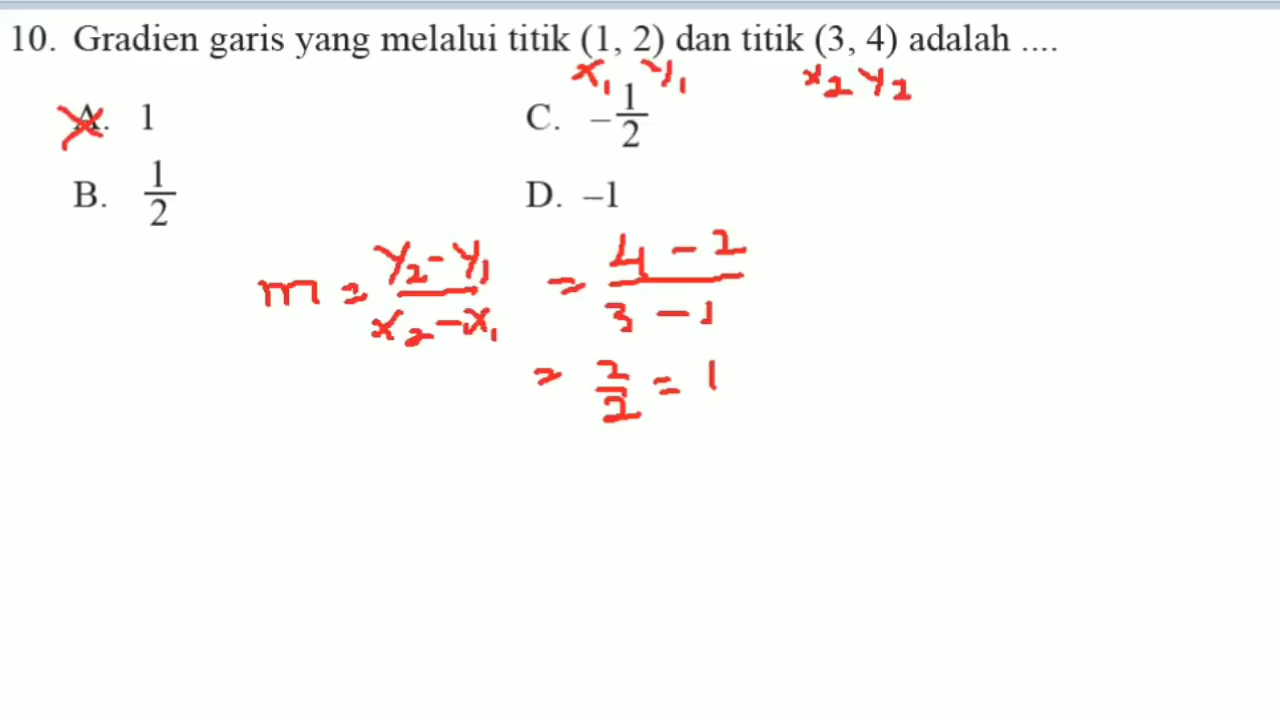 10. Gradien garis yang melalui titik (1, 2) dan titik (3, 4) adalah ....
x₁ y₁ x₂ y₂
A. 1
C. –1/2
B. 1/2
D. –1
m = y₂ - y₁ / x₂ - x₁ = 4 - 2 / 3 - 1
= 2/2 = 1